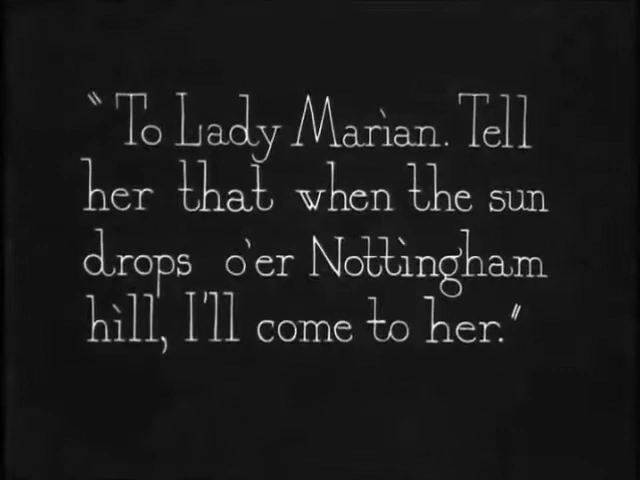 "To Lady Marian. Tell
her that when the sun
drops o'er Nottingham
hill, I'll come to her."